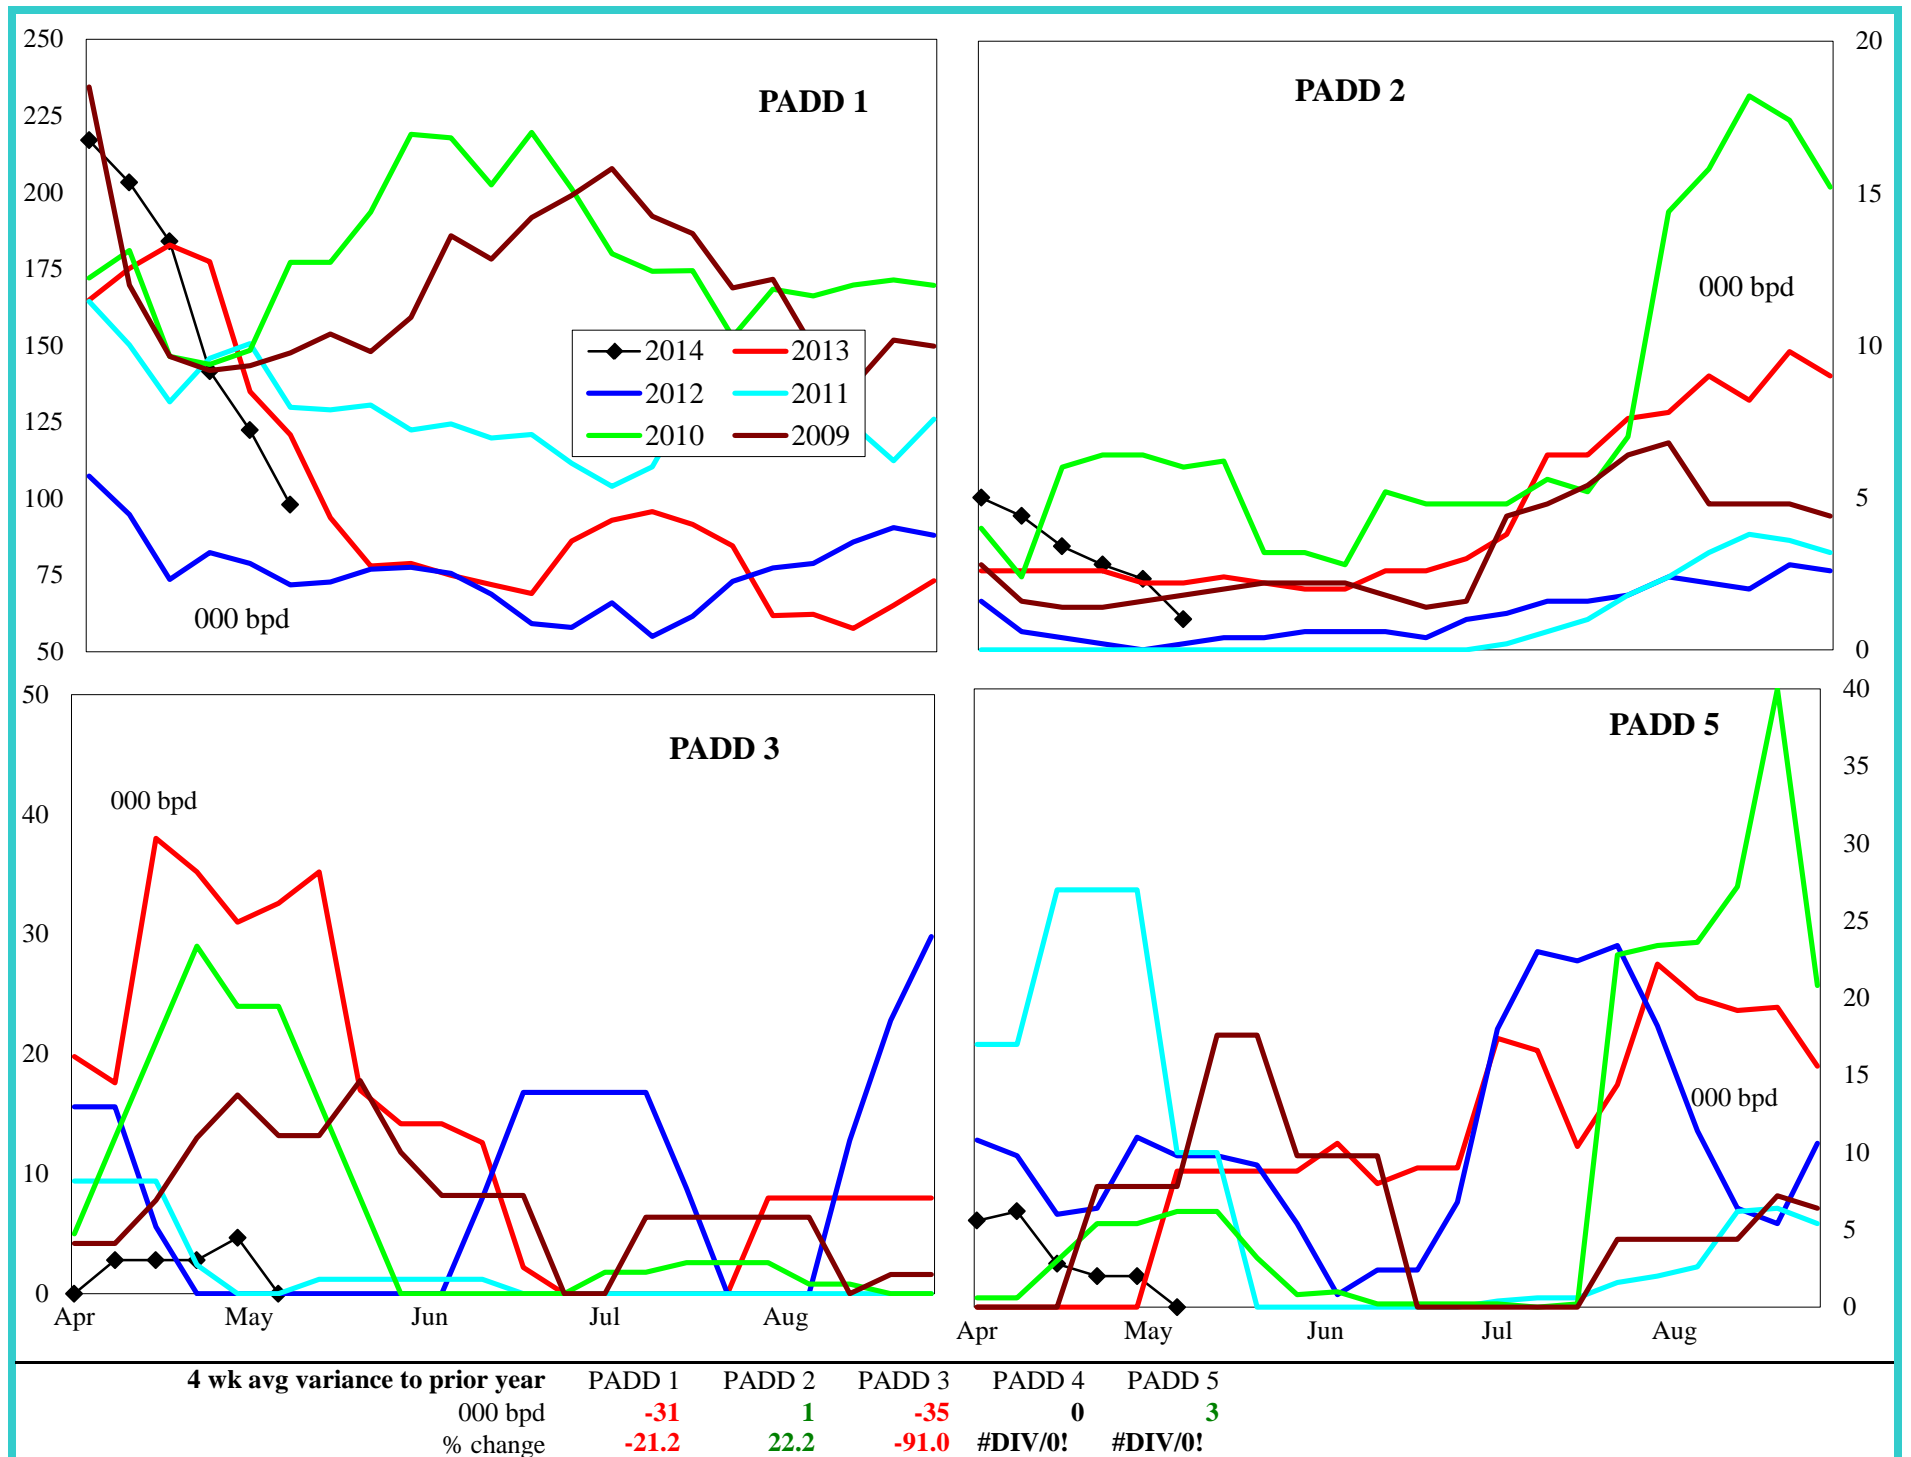 250
225
200
175
150
125
100
75
50
PADD 1
000 bpd
2014 2013
2012 2011
2010 2009
PADD 2
000 bpd
20
15
10
5
0
50
40
30
20
10
0
PADD 3
000 bpd
Apr May Jun Jul Aug
PADD 5
000 bpd
40
35
30
25
20
15
10
5
0
Apr May Jun Jul Aug
4 wk avg variance to prior year PADD 1 PADD 2 PADD 3 PADD 4 PADD 5
000 bpd -31 1 -35 0 3
% change -21.2 22.2 -91.0 #DIV/0! #DIV/0!